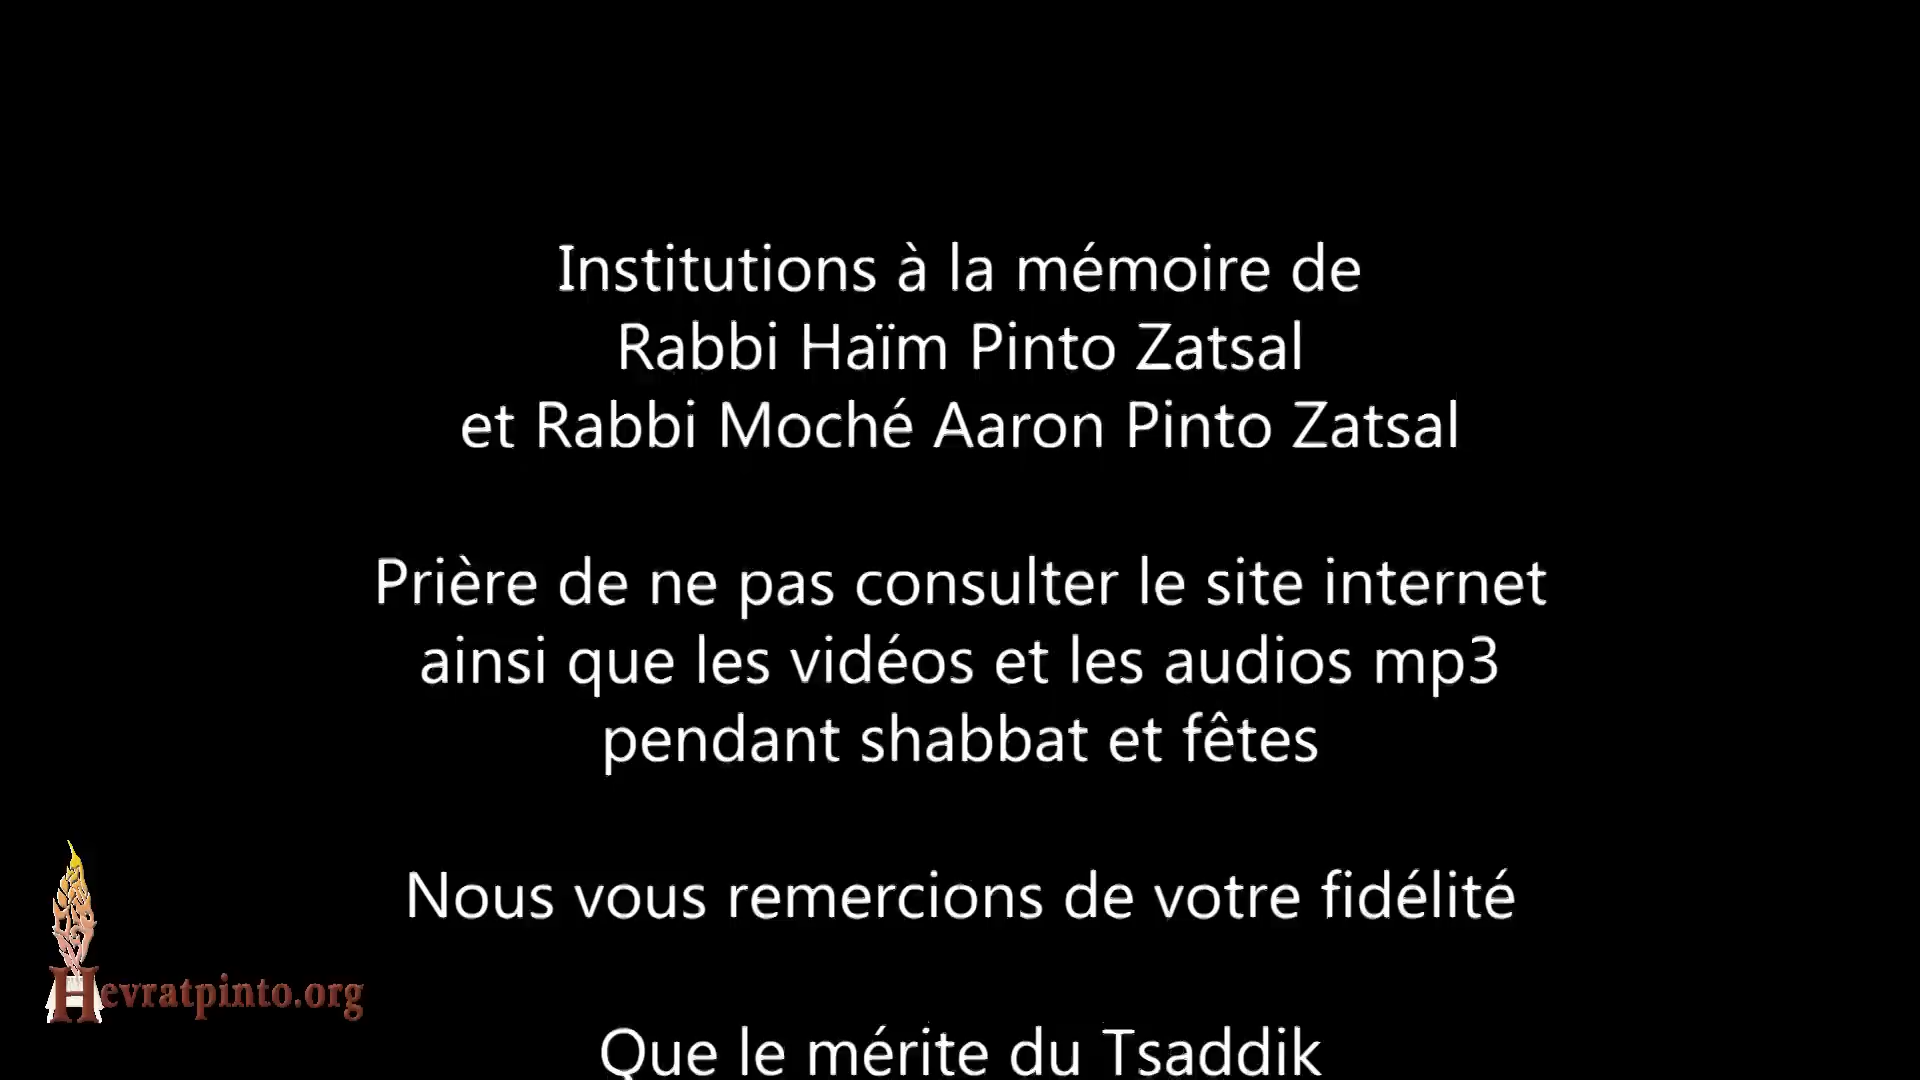 Institutions à la mémoire de
Rabbi Haïm Pinto Zatsal
et Rabbi Moché Aaron Pinto Zatsal
Prière de ne pas consulter le site internet
ainsi que les vidéos et les audios mp3
pendant shabbat et fêtes
Nous vous remercions de votre fidélité
Hevratpinto.org
Que le mérite du Tsaddik